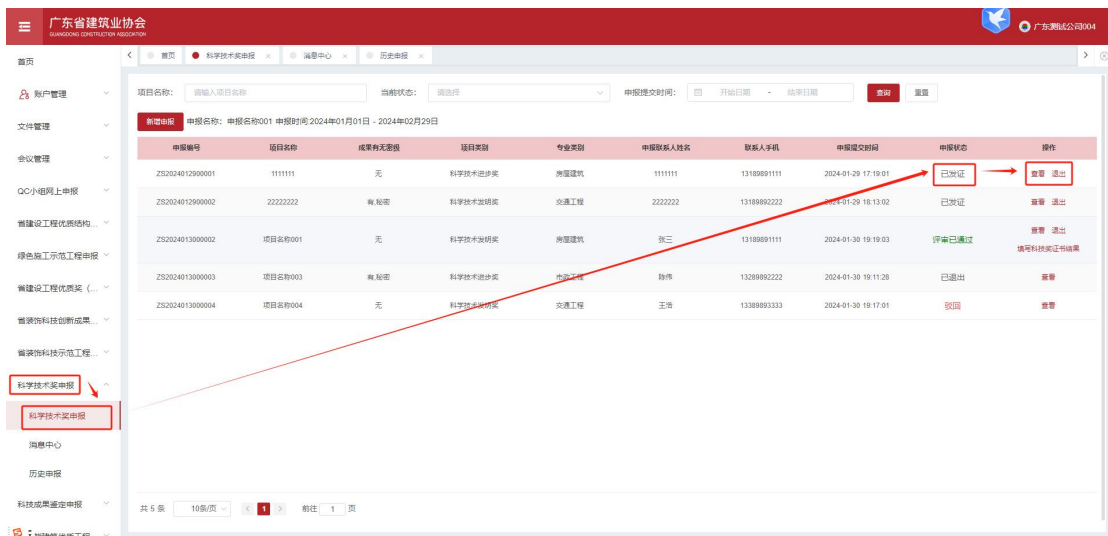 广东省建筑业协会
GUANGDONG CONSTRUCTION INDUSTRY ASSOCIATION
广东测试公司004
首页 科学技术奖申报 消息中心 历史申报
首页
账户管理
文件管理
会议管理
QC小组网上申报
省建设工程优质结构...
绿色施工示范工程申报
省建设工程优质奖 (...
省装饰科技创新成果...
省装饰科技示范工程...
科学技术奖申报
科学技术奖申报
消息中心
历史申报
科技成果鉴定申报
项目名称: 请输入项目名称 当前状态: 请选择 申报提交时间: 开始日期 - 结束日期 查询 重置
新增申报 申报名称: 申报名称001 申报时间:2024年01月01日 - 2024年02月29日
申报编号 项目名称 成果有无密级 项目类别 专业类别 申报联系人姓名 联系人手机 申报提交时间 申报状态 操作
ZS2024012900001 1111111 无 科学技术进步奖 房屋建筑 1111111 13189891111 2024-01-29 17:19:01 已发证 查看 退出
ZS2024012900002 22222222 有,秘密 科学技术发明奖 交通工程 2222222 13189892222 2024-01-29 18:13:02 已发证 查看 退出
ZS2024013000002 项目名称001 无 科学技术发明奖 房屋建筑 张三 13189891111 2024-01-30 19:19:03 评审已通过 查看 退出
填写科技奖证书结果
ZS2024013000003 项目名称003 有,秘密 科学技术进步奖 市政工程 陈伟 13289892222 2024-01-30 19:11:28 已退出 查看
ZS2024013000004 项目名称004 无 科学技术发明奖 交通工程 王浩 13389893333 2024-01-30 19:17:01 驳回 查看
共 5 条 10条/页 1 前往 1 页